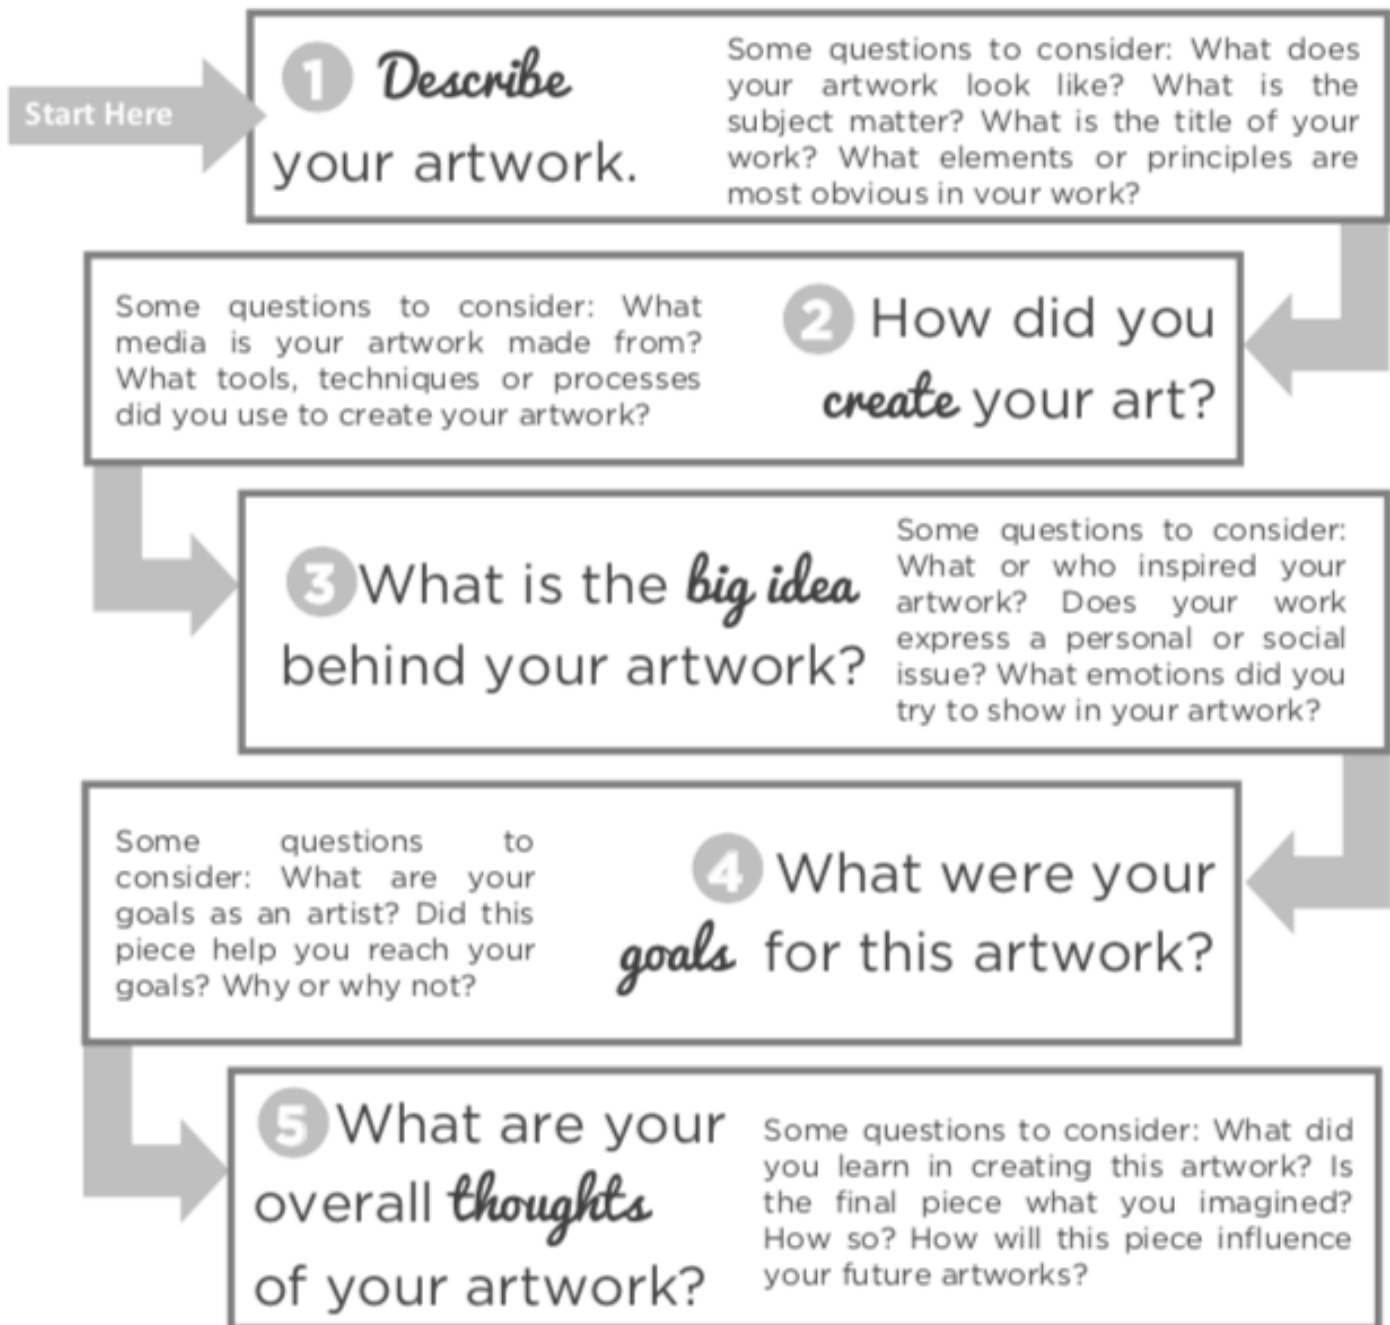 Start Here
1 Describe
your artwork.
Some questions to consider: What does
your artwork look like? What is the
subject matter? What is the title of your
work? What elements or principles are
most obvious in your work?
2 How did you
create your art?
Some questions to consider: What
media is your artwork made from?
What tools, techniques or processes
did you use to create your artwork?
3 What is the big idea
behind your artwork?
Some questions to consider:
What or who inspired your
artwork? Does your work
express a personal or social
issue? What emotions did you
try to show in your artwork?
4 What were your
goals for this artwork?
Some questions to
consider: What are your
goals as an artist? Did this
piece help you reach your
goals? Why or why not?
5 What are your
overall thoughts
of your artwork?
Some questions to consider: What did
you learn in creating this artwork? Is
the final piece what you imagined?
How so? How will this piece influence
your future artworks?